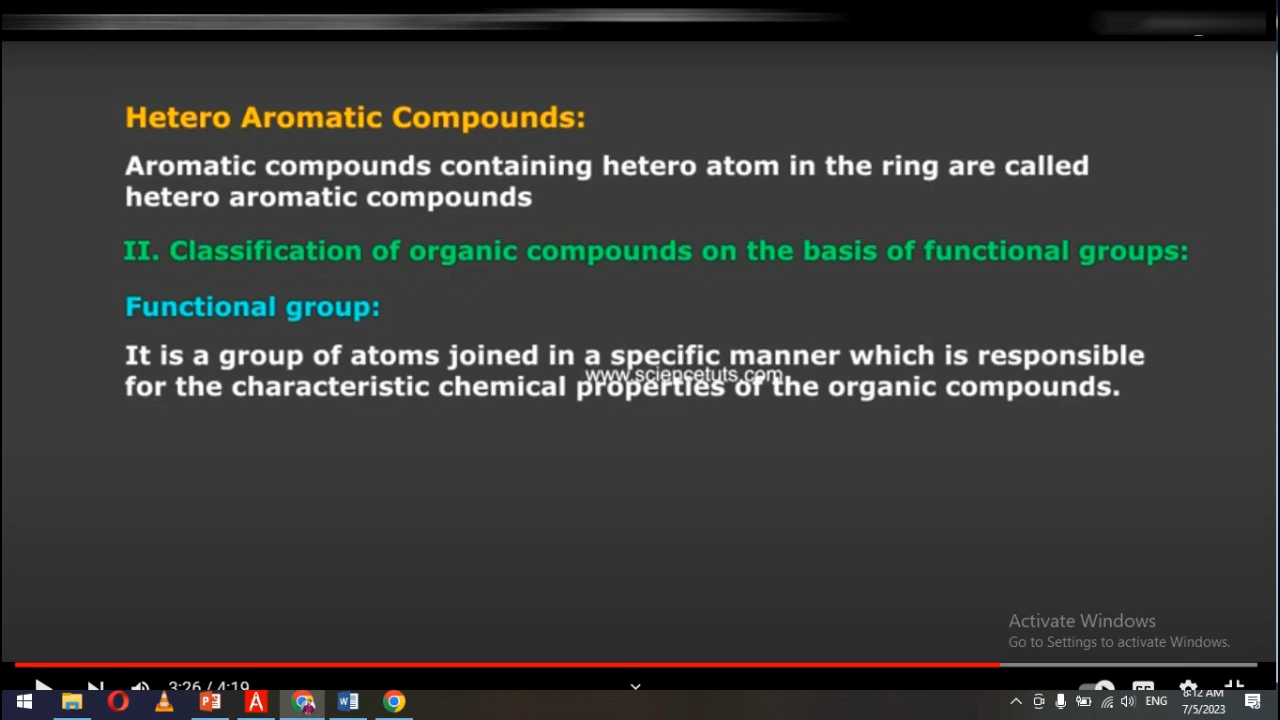 Hetero Aromatic Compounds:
Aromatic compounds containing hetero atom in the ring are called
hetero aromatic compounds
II. Classification of organic compounds on the basis of functional groups:
Functional group:
It is a group of atoms joined in a specific manner which is responsible
www.sciencetuts.com
for the characteristic chemical properties of the organic compounds.
Activate Windows
Go to Settings to activate Windows.
3:26 / 4:19
ENG
8:12 AM
7/5/2023